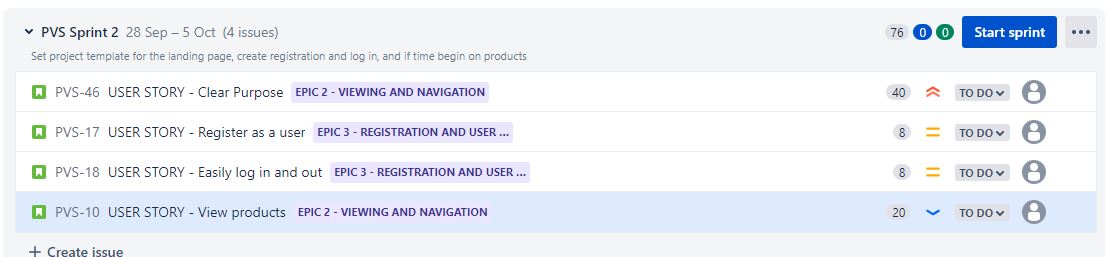 PVS Sprint 2 28 Sep – 5 Oct (4 issues) 76 0 0 Start sprint
Set project template for the landing page, create registration and log in, and if time begin on products
PVS-46 USER STORY - Clear Purpose EPIC 2 - VIEWING AND NAVIGATION 40 TO DO
PVS-17 USER STORY - Register as a user EPIC 3 - REGISTRATION AND USER ... 8 TO DO
PVS-18 USER STORY - Easily log in and out EPIC 3 - REGISTRATION AND USER ... 8 TO DO
PVS-10 USER STORY - View products EPIC 2 - VIEWING AND NAVIGATION 20 TO DO
+ Create issue